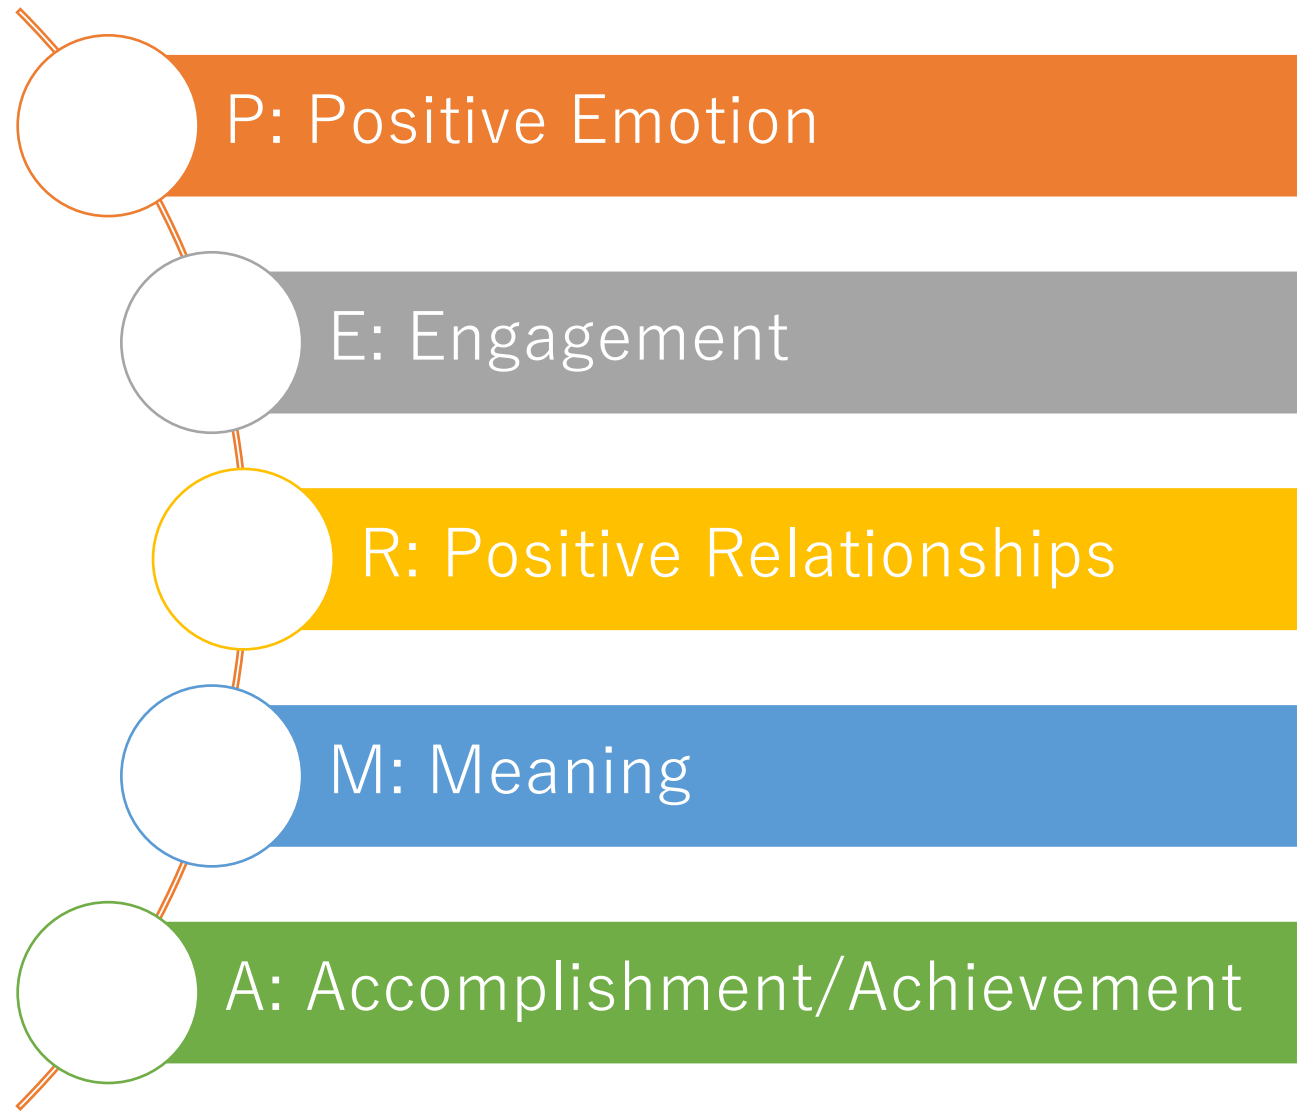 P: Positive Emotion
E: Engagement
R: Positive Relationships
M: Meaning
A: Accomplishment/Achievement